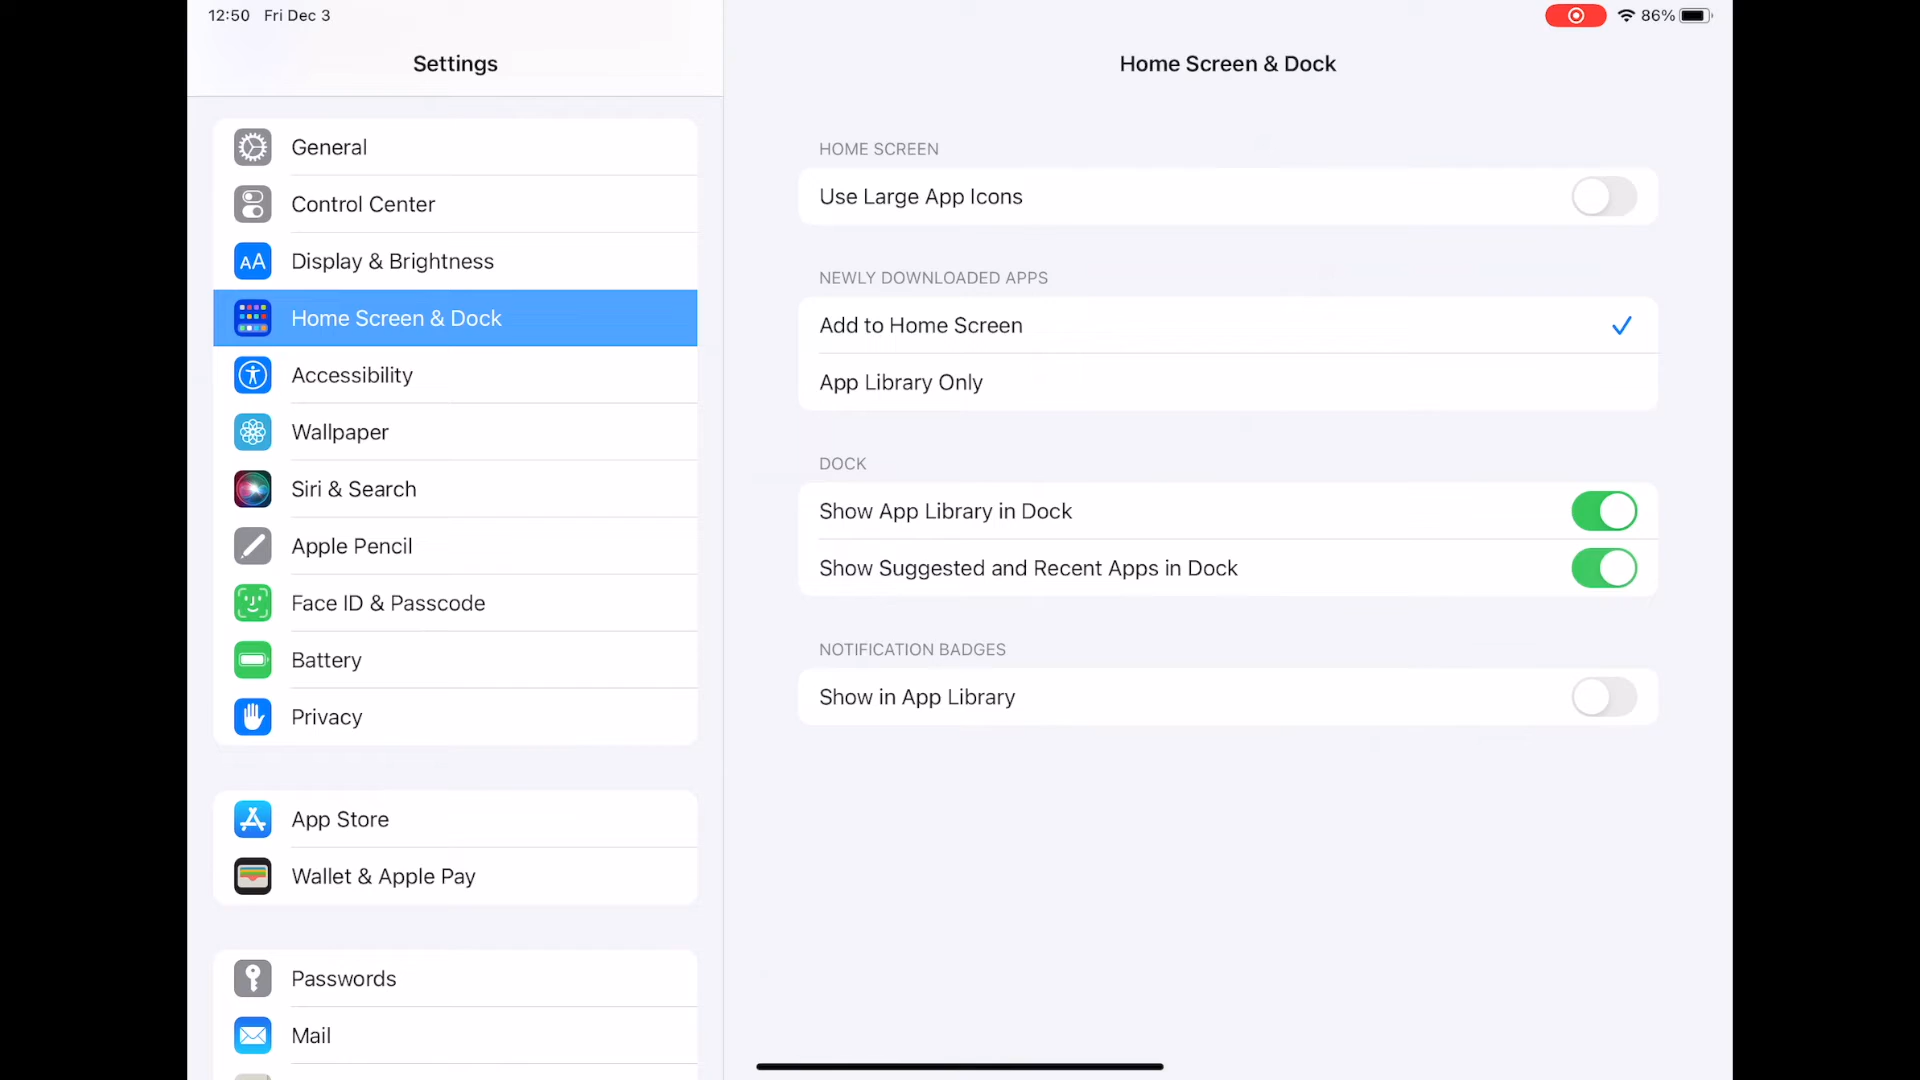 12:50 Fri Dec 3
86%
Settings
General
Control Center
AA
Display & Brightness
Home Screen & Dock
Accessibility
Wallpaper
Siri & Search
Apple Pencil
Face ID & Passcode
Battery
Privacy
App Store
Wallet & Apple Pay
Passwords
Mail
Home Screen & Dock
HOME SCREEN
Use Large App Icons
NEWLY DOWNLOADED APPS
Add to Home Screen
App Library Only
DOCK
Show App Library in Dock
Show Suggested and Recent Apps in Dock
NOTIFICATION BADGES
Show in App Library